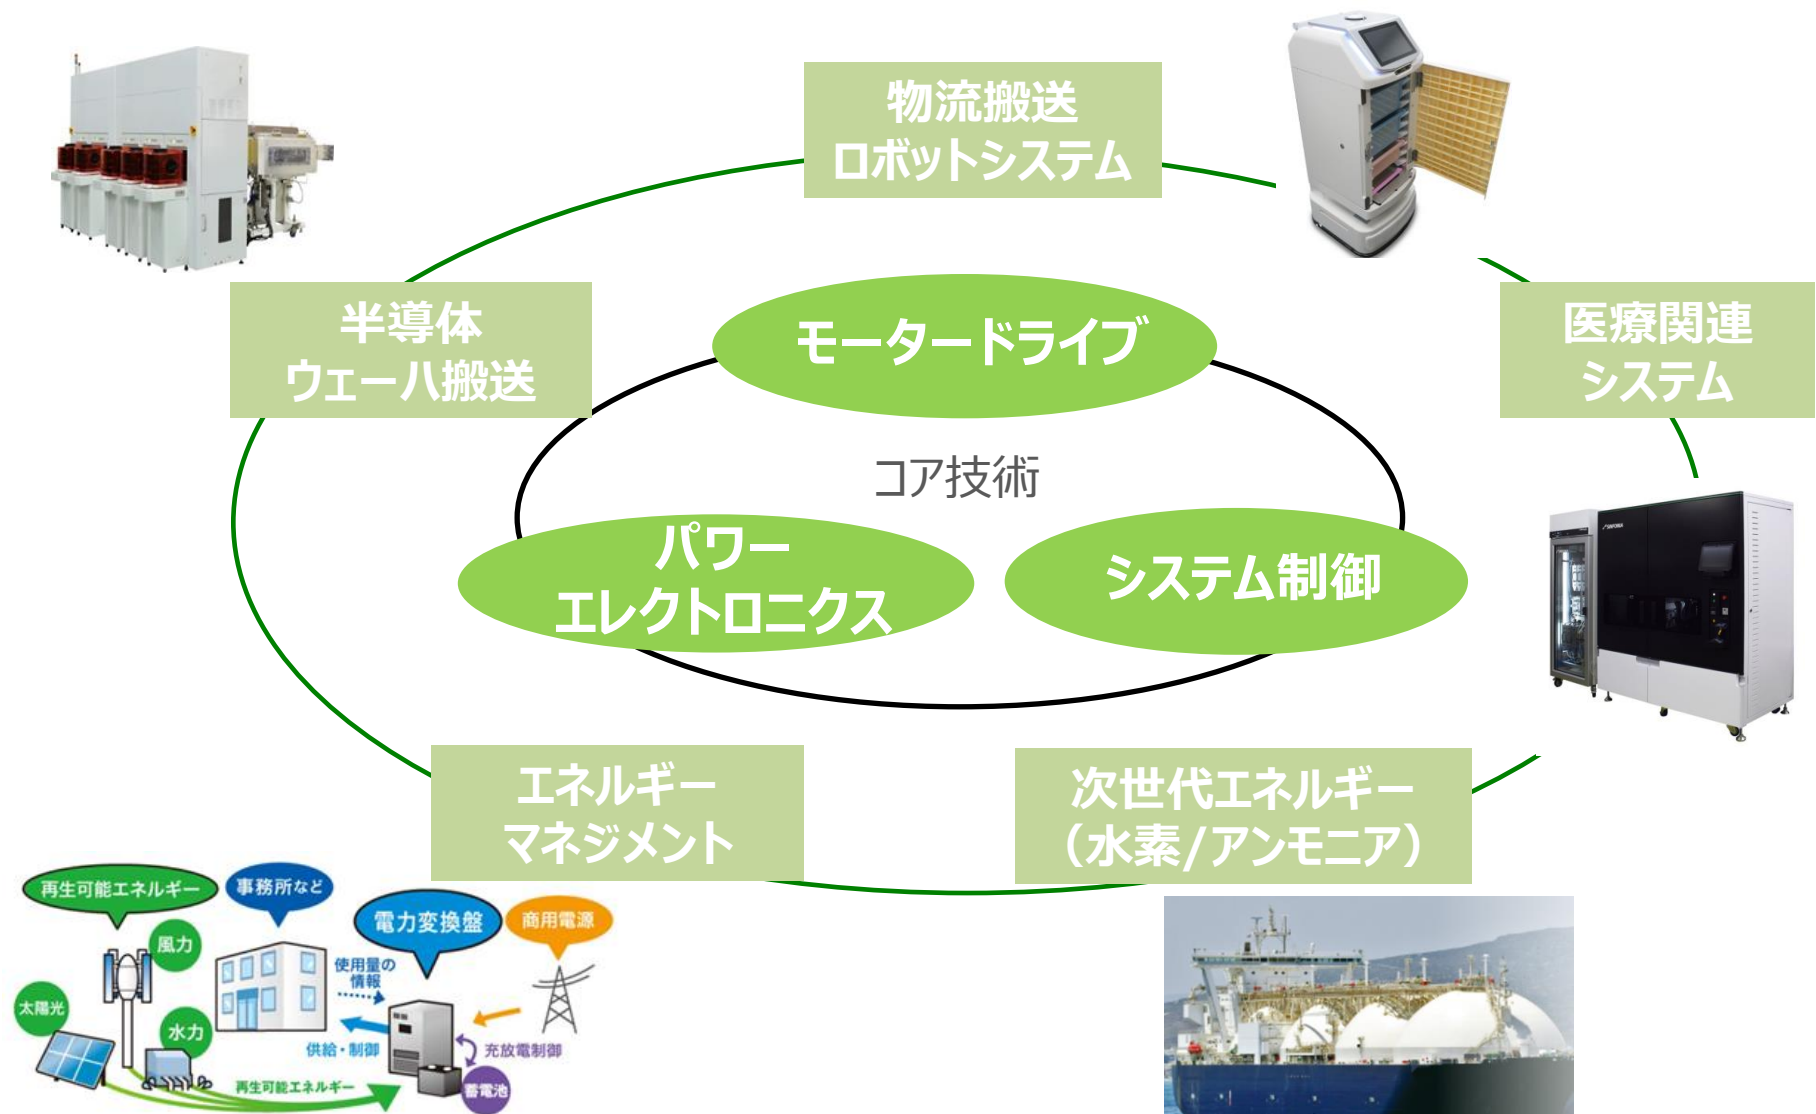 物流搬送
ロボットシステム
半導体
ウェーハ搬送
モータードライブ
医療関連
システム
コア技術
パワー
エレクトロニクス
システム制御
SINFONIA
エネルギー
マネジメント
次世代エネルギー
（水素/アンモニア）
再生可能エネルギー
事務所など
電力変換盤
商用電源
風力
使用量の
情報
太陽光
水力
供給・制御
充放電制御
再生可能エネルギー
蓄電池